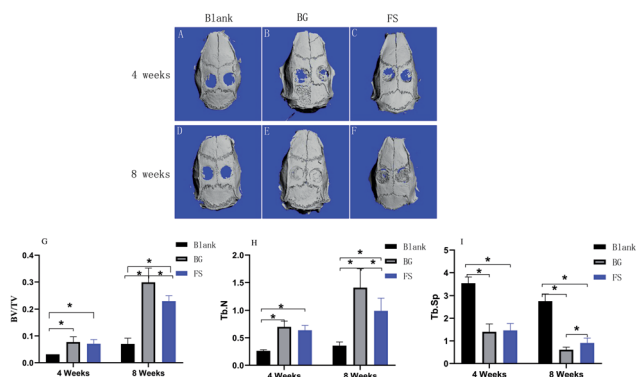 Blank BG FS
A B C
4 weeks
D E F
8 weeks
G
0.4
0.3
0.2
0.1
0.0
BV/TV
Blank
BG
FS
* * * * *
4 Weeks 8 Weeks
H
2.0
1.5
1.0
0.5
0.0
Tb.N
Blank
BG
FS
* * * * *
4 Weeks 8 Weeks
I
5
4
3
2
1
0
Tb.Sp
Blank
BG
FS
* * * * *
4 Weeks 8 Weeks